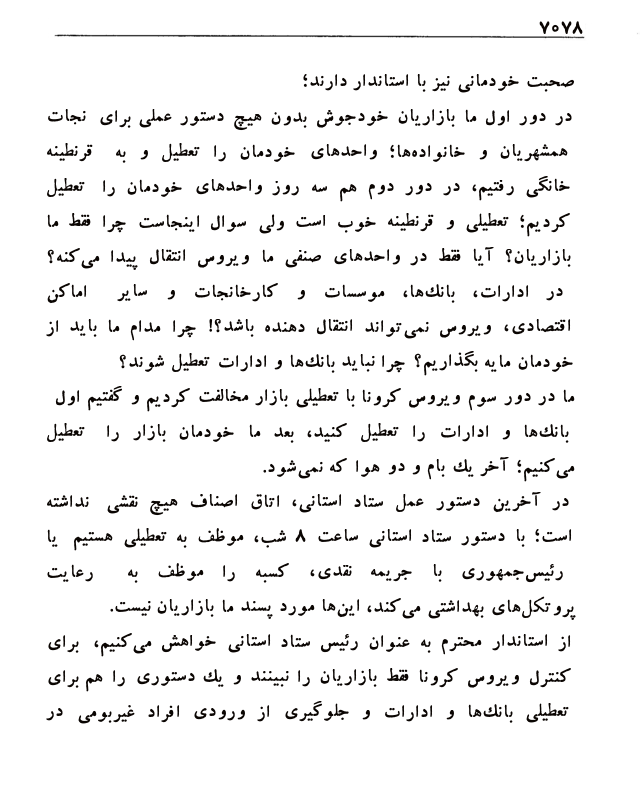 ۷۰۷۸
صحبت خودمانی نیز با استاندار دارند؛
در دور اول ما بازاریان خودجوش بدون هیچ دستور عملی برای نجات
همشهریان و خانواده‌ها؛ واحدهای خودمان را تعطیل و به قرنطینه
خانگی رفتیم، در دور دوم هم سه روز واحدهای خودمان را تعطیل
کردیم؛ تعطیلی و قرنطینه خوب است ولی سوال اینجاست چرا فقط ما
بازاریان؟ آیا فقط در واحدهای صنفی ما ویروس انتقال پیدا می‌کنه؟
در ادارات، بانك‌ها، موسسات و کارخانجات و سایر اماکن
اقتصادی، ویروس نمی‌تواند انتقال دهنده باشد؟! چرا مدام ما باید از
خودمان مایه بگذاریم؟ چرا نباید بانك‌ها و ادارات تعطیل شوند؟
ما در دور سوم ویروس کرونا با تعطیلی بازار مخالفت کردیم و گفتیم اول
بانك‌ها و ادارات را تعطیل کنید، بعد ما خودمان بازار را تعطیل
می‌کنیم؛ آخر یك بام و دو هوا که نمی‌شود.
در آخرین دستور عمل ستاد استانی، اتاق اصناف هیچ نقشی نداشته
است؛ با دستور ستاد استانی ساعت ۸ شب، موظف به تعطیلی هستیم یا
رئیس‌جمهوری با جریمه نقدی، کسبه را موظف به رعایت
پروتکل‌های بهداشتی می‌کند، این‌ها مورد پسند ما بازاریان نیست.
از استاندار محترم به عنوان رئیس ستاد استانی خواهش می‌کنیم، برای
کنترل ویروس کرونا فقط بازاریان را نبینند و یك دستوری را هم برای
تعطیلی بانك‌ها و ادارات و جلوگیری از ورودی افراد غیربومی در